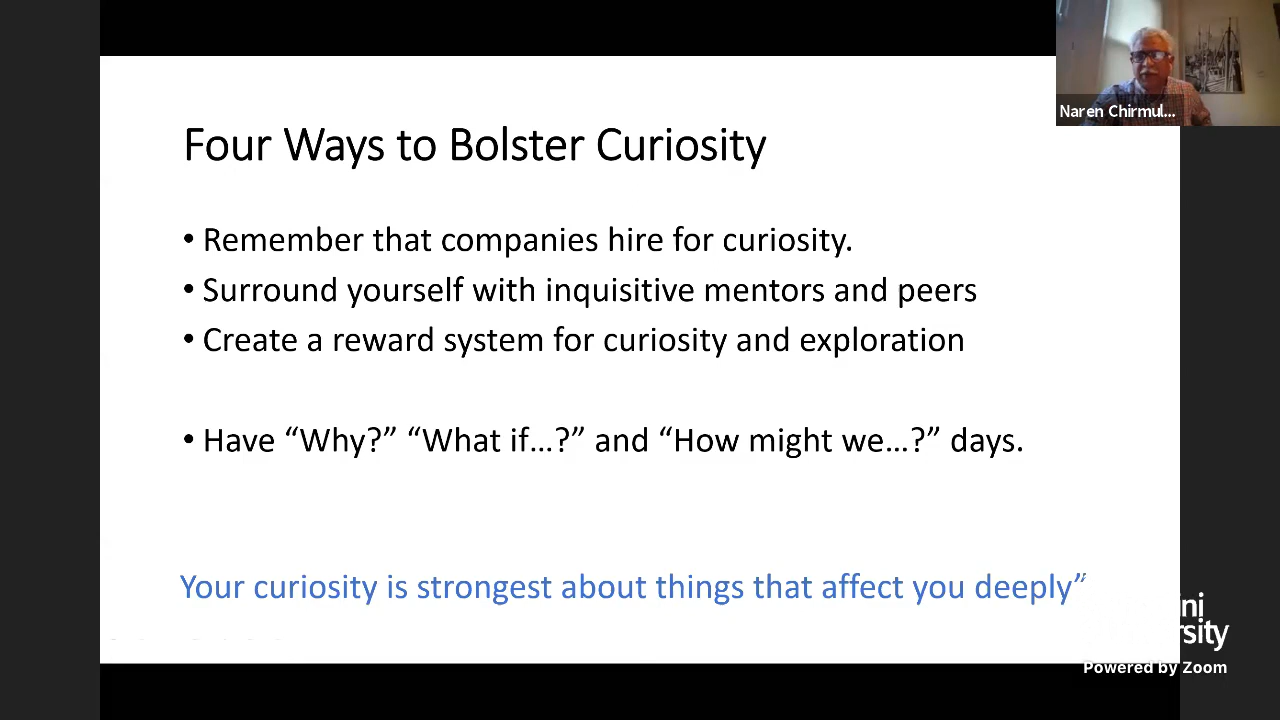 Four Ways to Bolster Curiosity
• Remember that companies hire for curiosity.
• Surround yourself with inquisitive mentors and peers
• Create a reward system for curiosity and exploration
• Have “Why?” “What if…?” and “How might we…?” days.
Your curiosity is strongest about things that affect you deeply”
Naren Chirmul...
Powered by Zoom